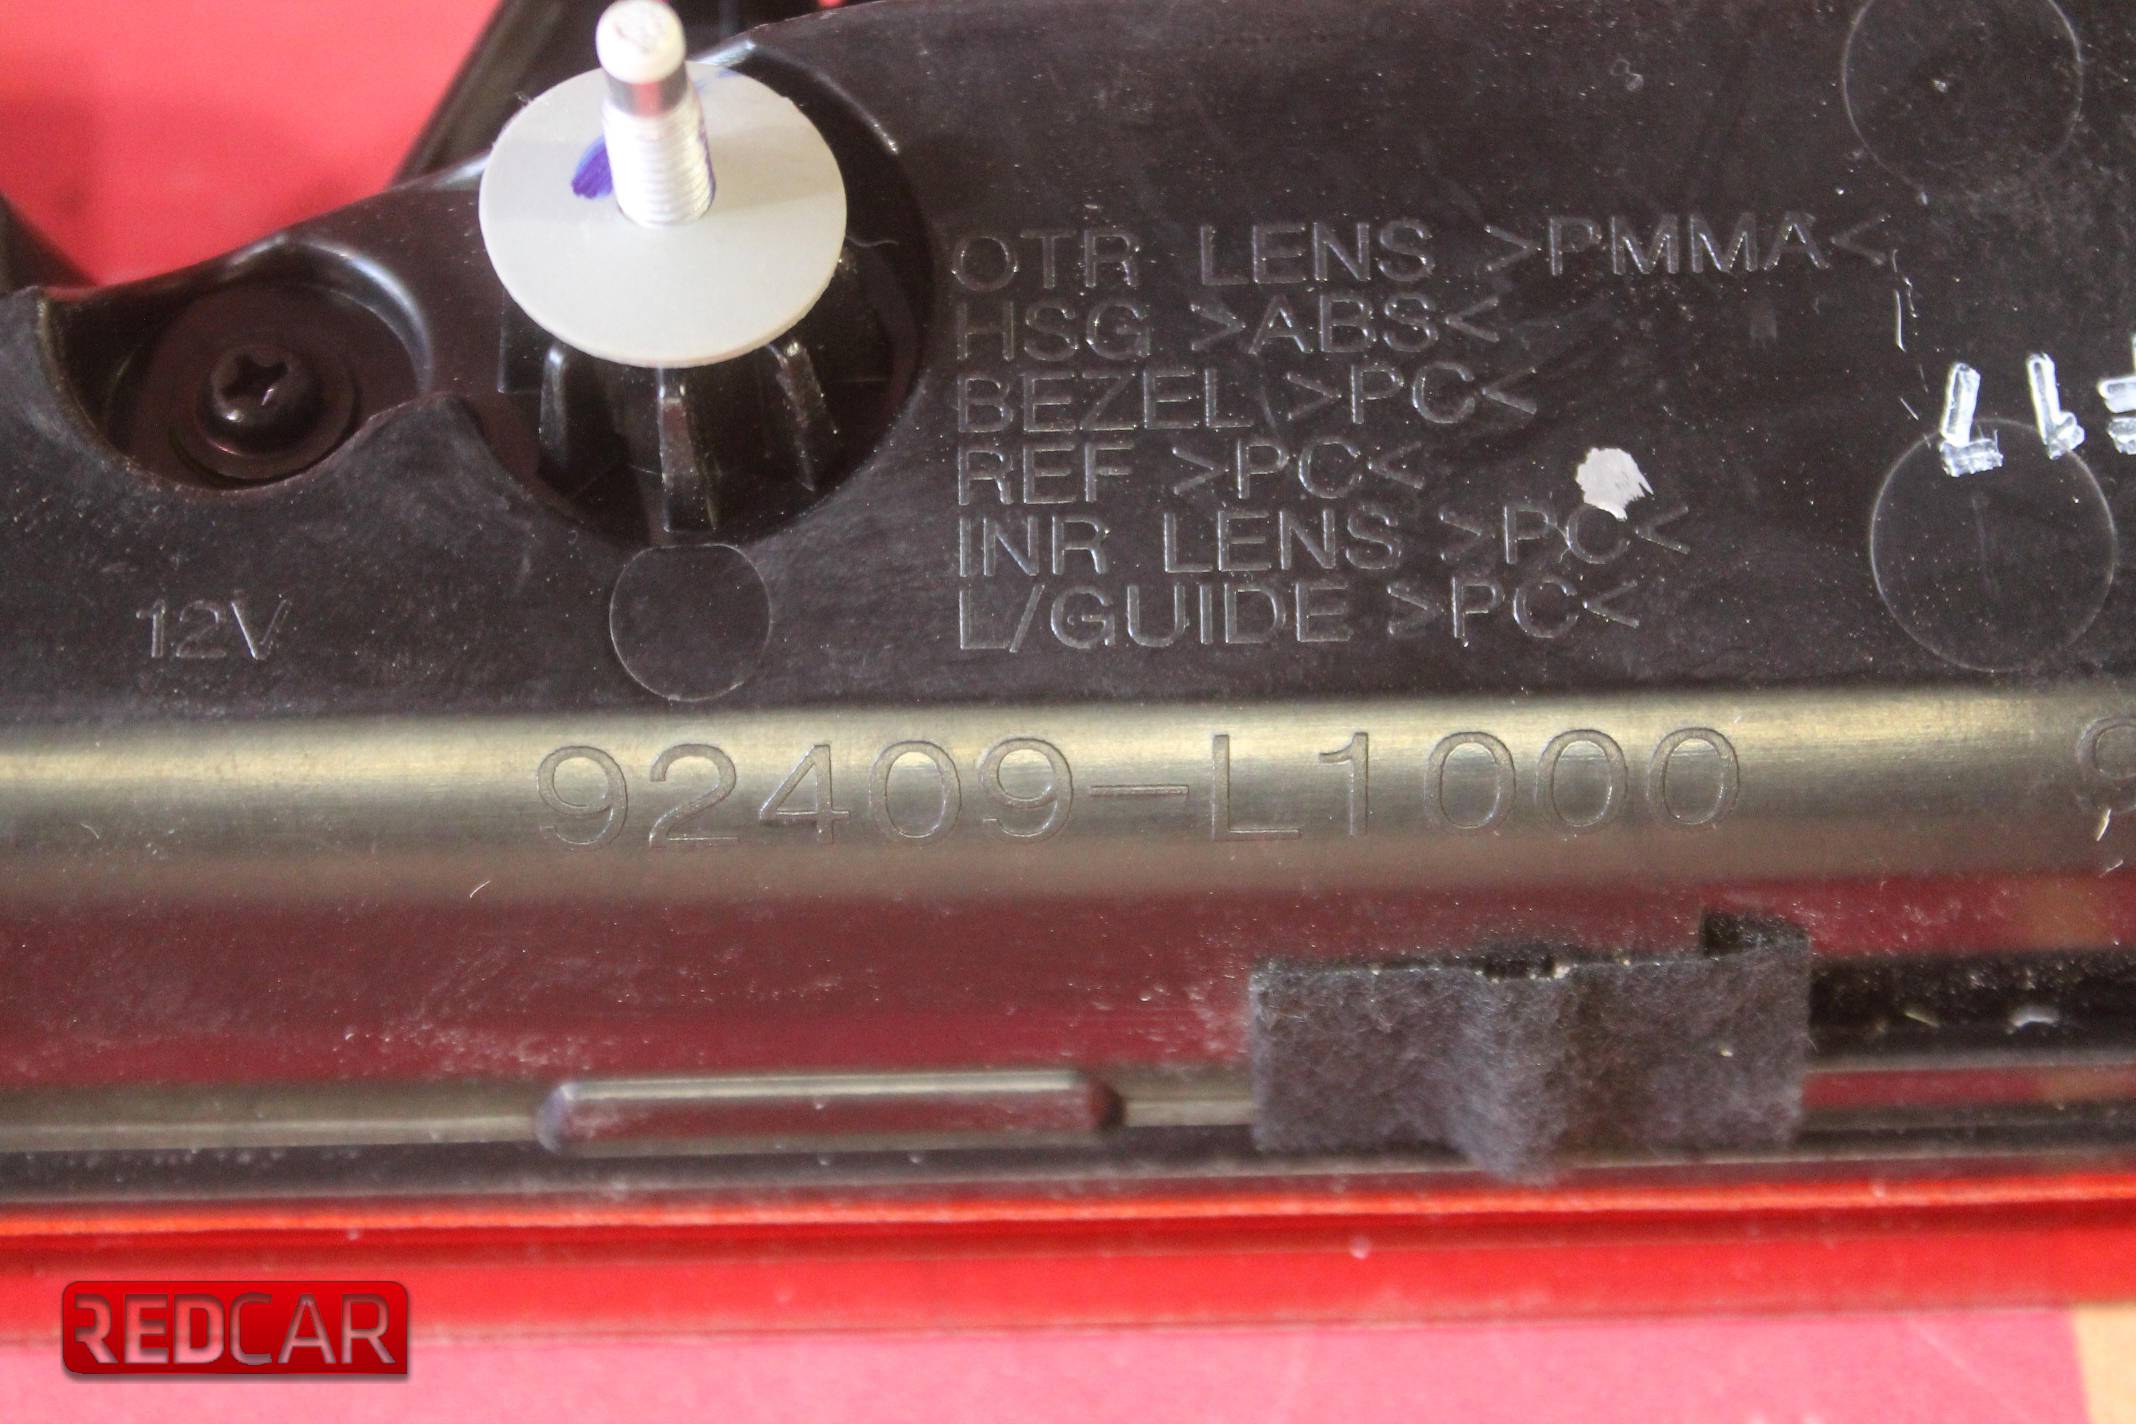 OTR LENS >PMMA<
HSG >ABS<
BEZEL >PC<
REF >PC<
INR LENS >PC<
L/GUIDE >PC<
12V
92409-L1000
REDCAR